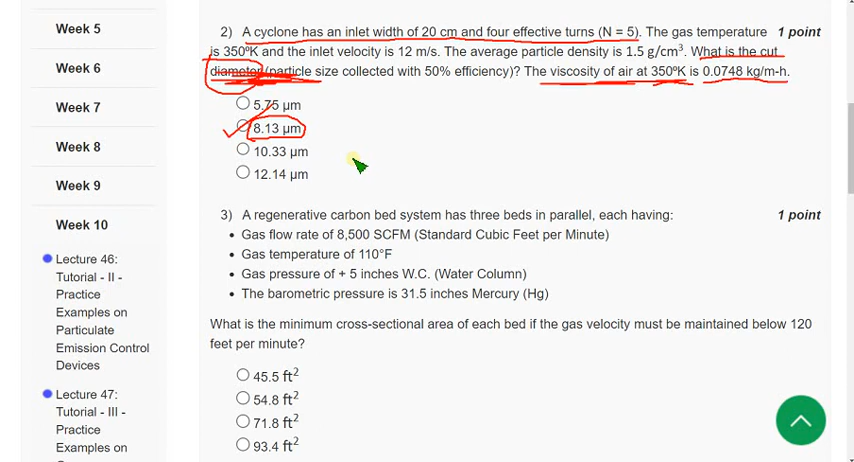 Week 5
Week 6
Week 7
Week 8
Week 9
Week 10
Lecture 46:
Tutorial - II -
Practice
Examples on
Particulate
Emission Control
Devices
Lecture 47:
Tutorial - III -
Practice
Examples on
2) A cyclone has an inlet width of 20 cm and four effective turns (N = 5). The gas temperature 1 point
is 350⁰K and the inlet velocity is 12 m/s. The average particle density is 1.5 g/cm³. What is the cut
diameter (particle size collected with 50% efficiency)? The viscosity of air at 350⁰K is 0.0748 kg/m-h.
5.75 µm
8.13 µm
10.33 µm
12.14 µm
3) A regenerative carbon bed system has three beds in parallel, each having: 1 point
• Gas flow rate of 8,500 SCFM (Standard Cubic Feet per Minute)
• Gas temperature of 110°F
• Gas pressure of + 5 inches W.C. (Water Column)
• The barometric pressure is 31.5 inches Mercury (Hg)
What is the minimum cross-sectional area of each bed if the gas velocity must be maintained below 120
feet per minute?
45.5 ft²
54.8 ft²
71.8 ft²
93.4 ft²